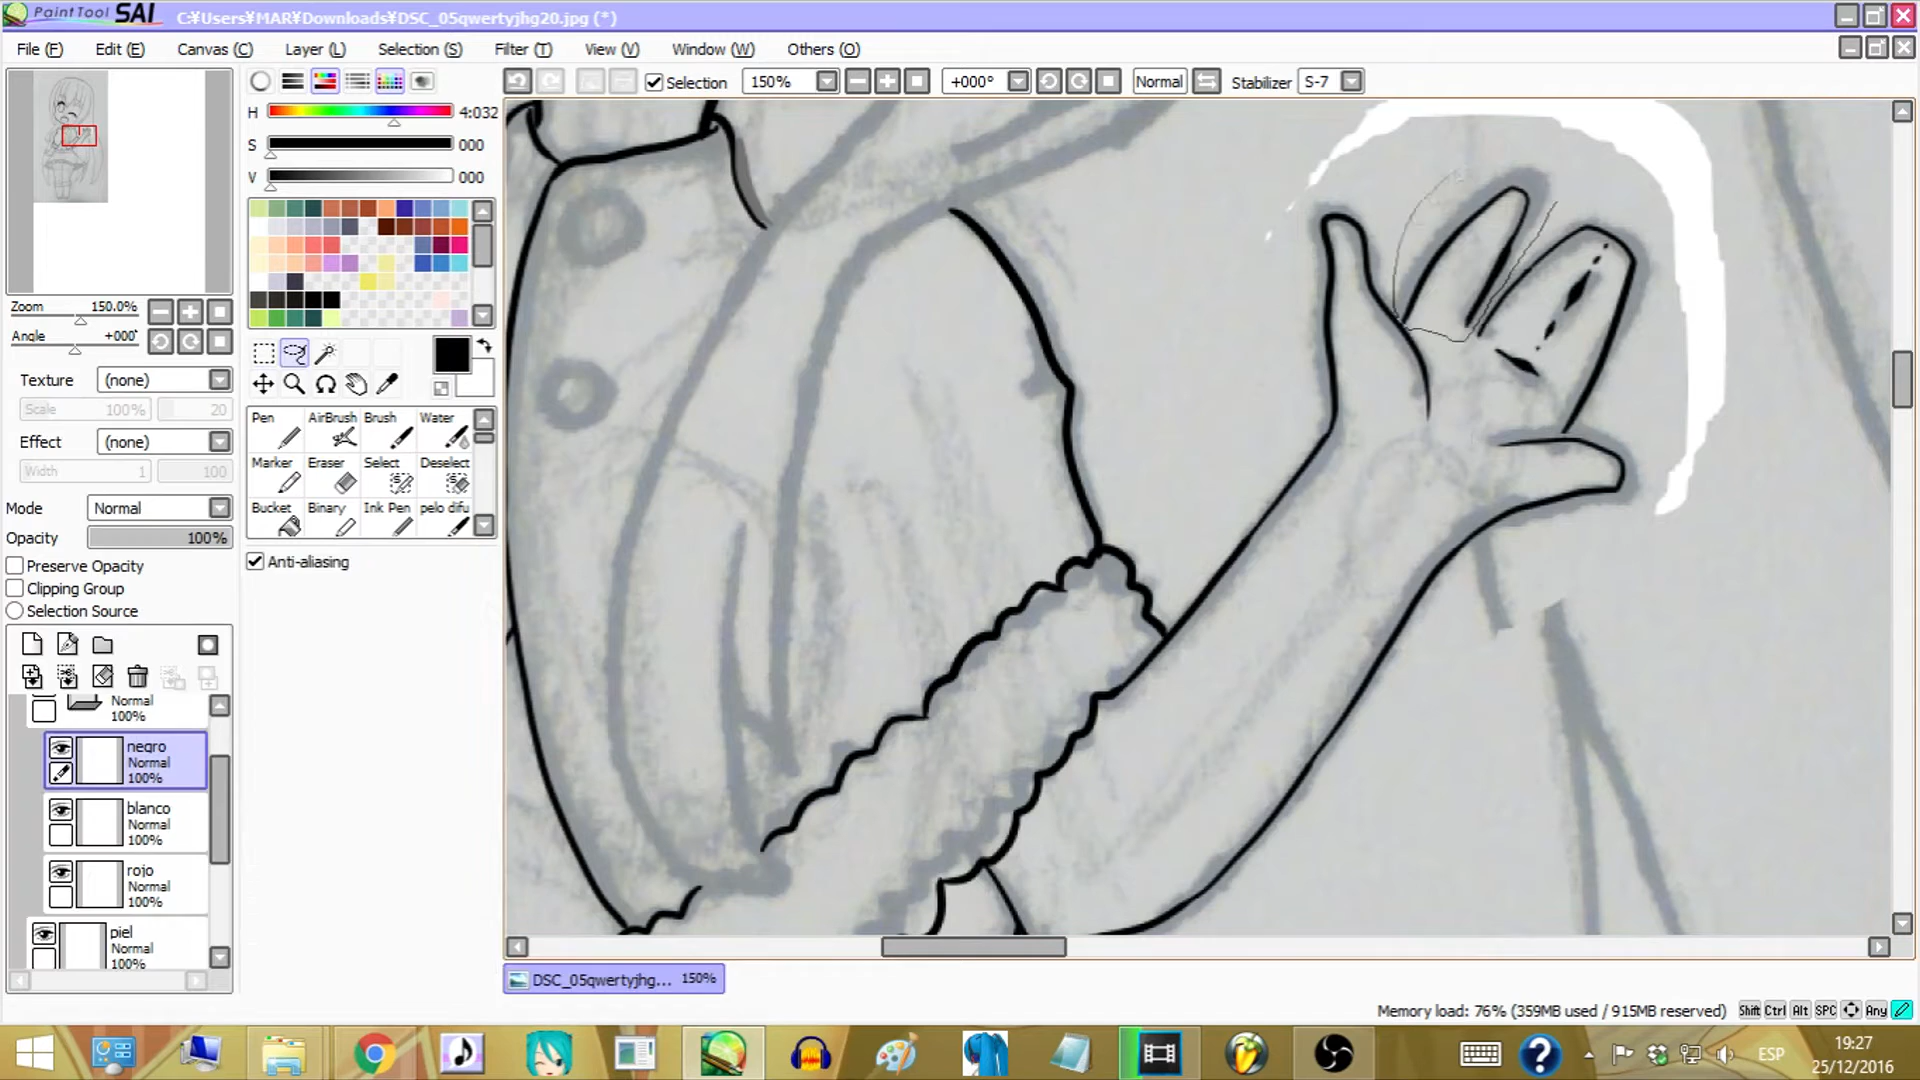 PaintTool SAI C:¥Users¥MAR¥Downloads¥DSC_05qwertyjhg20.jpg (*)
File (F) Edit (E) Canvas (C) Layer (L) Selection (S) Filter (T) View (V) Window (W) Others (O)
Selection 150% +000° Normal Stabilizer S-7
H 4:032
S 000
V 000
Zoom 150.0%
Angle +000°
Texture (none)
Scale 100% 20
Effect (none)
Width 1 100
Mode Normal
Opacity 100%
Preserve Opacity
Clipping Group
Selection Source
Normal
100%
negro
Normal
100%
blanco
Normal
100%
rojo
Normal
100%
piel
Normal
100%
Pen AirBrush Brush Water
Marker Eraser Select Deselect
Bucket Binary Ink Pen pelo difu
Anti-aliasing
DSC_05qwertyjhg... 150%
Memory load: 76% (359MB used / 915MB reserved) Shift Ctrl Alt SPC Any
ESP
19:27
25/12/2016